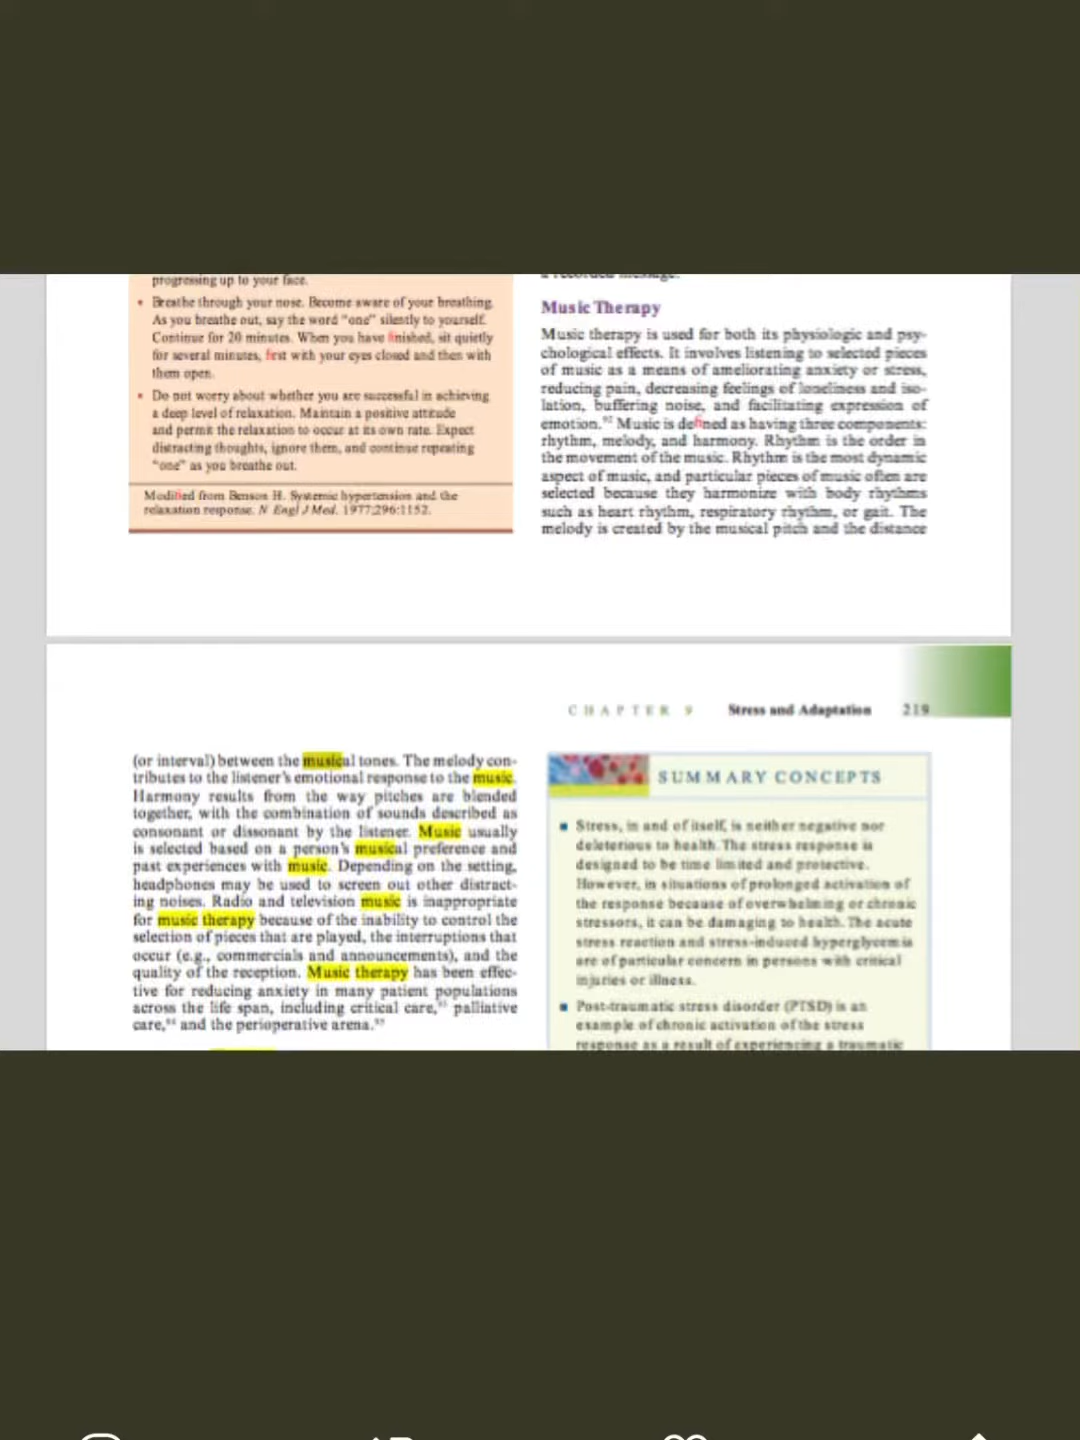 progressing up to your face.
• Breathe through your nose. Become aware of your breathing.
As you breathe out, say the word "one" silently to yourself.
Continue for 20 minutes. When you have finished, sit quietly
for several minutes, first with your eyes closed and then with
them open.
• Do not worry about whether you are successful in achieving
a deep level of relaxation. Maintain a positive attitude
and permit the relaxation to occur at its own rate. Expect
distracting thoughts, ignore them, and continue repeating
"one" as you breathe out.
Modified from Benson H. Systemic hypertension and the
relaxation response. N Engl J Med. 1977;296:1152.
a recorded message.
Music Therapy
Music therapy is used for both its physiologic and psy-
chological effects. It involves listening to selected pieces
of music as a means of ameliorating anxiety or stress,
reducing pain, decreasing feelings of loneliness and iso-
lation, buffering noise, and facilitating expression of
emotion.92 Music is defined as having three components:
rhythm, melody, and harmony. Rhythm is the order in
the movement of the music. Rhythm is the most dynamic
aspect of music, and particular pieces of music often are
selected because they harmonize with body rhythms
such as heart rhythm, respiratory rhythm, or gait. The
melody is created by the musical pitch and the distance
CHAPTER 9 Stress and Adaptation 219
(or interval) between the musical tones. The melody con-
tributes to the listener's emotional response to the music.
Harmony results from the way pitches are blended
together, with the combination of sounds described as
consonant or dissonant by the listener. Music usually
is selected based on a person's musical preference and
past experiences with music. Depending on the setting,
headphones may be used to screen out other distract-
ing noises. Radio and television music is inappropriate
for music therapy because of the inability to control the
selection of pieces that are played, the interruptions that
occur (e.g., commercials and announcements), and the
quality of the reception. Music therapy has been effec-
tive for reducing anxiety in many patient populations
across the life span, including critical care, palliative
care, and the perioperative arena.
SUMMARY CONCEPTS
■ Stress, in and of itself, is neither negative nor
deleterious to health. The stress response is
designed to be time limited and protective.
However, in situations of prolonged activation of
the response because of overwhelming or chronic
stressors, it can be damaging to health. The acute
stress reaction and stress-induced hyperglycemia
are of particular concern in persons with critical
injuries or illness.
■ Post-traumatic stress disorder (PTSD) is an
example of chronic activation of the stress
response as a result of experiencing a traumatic